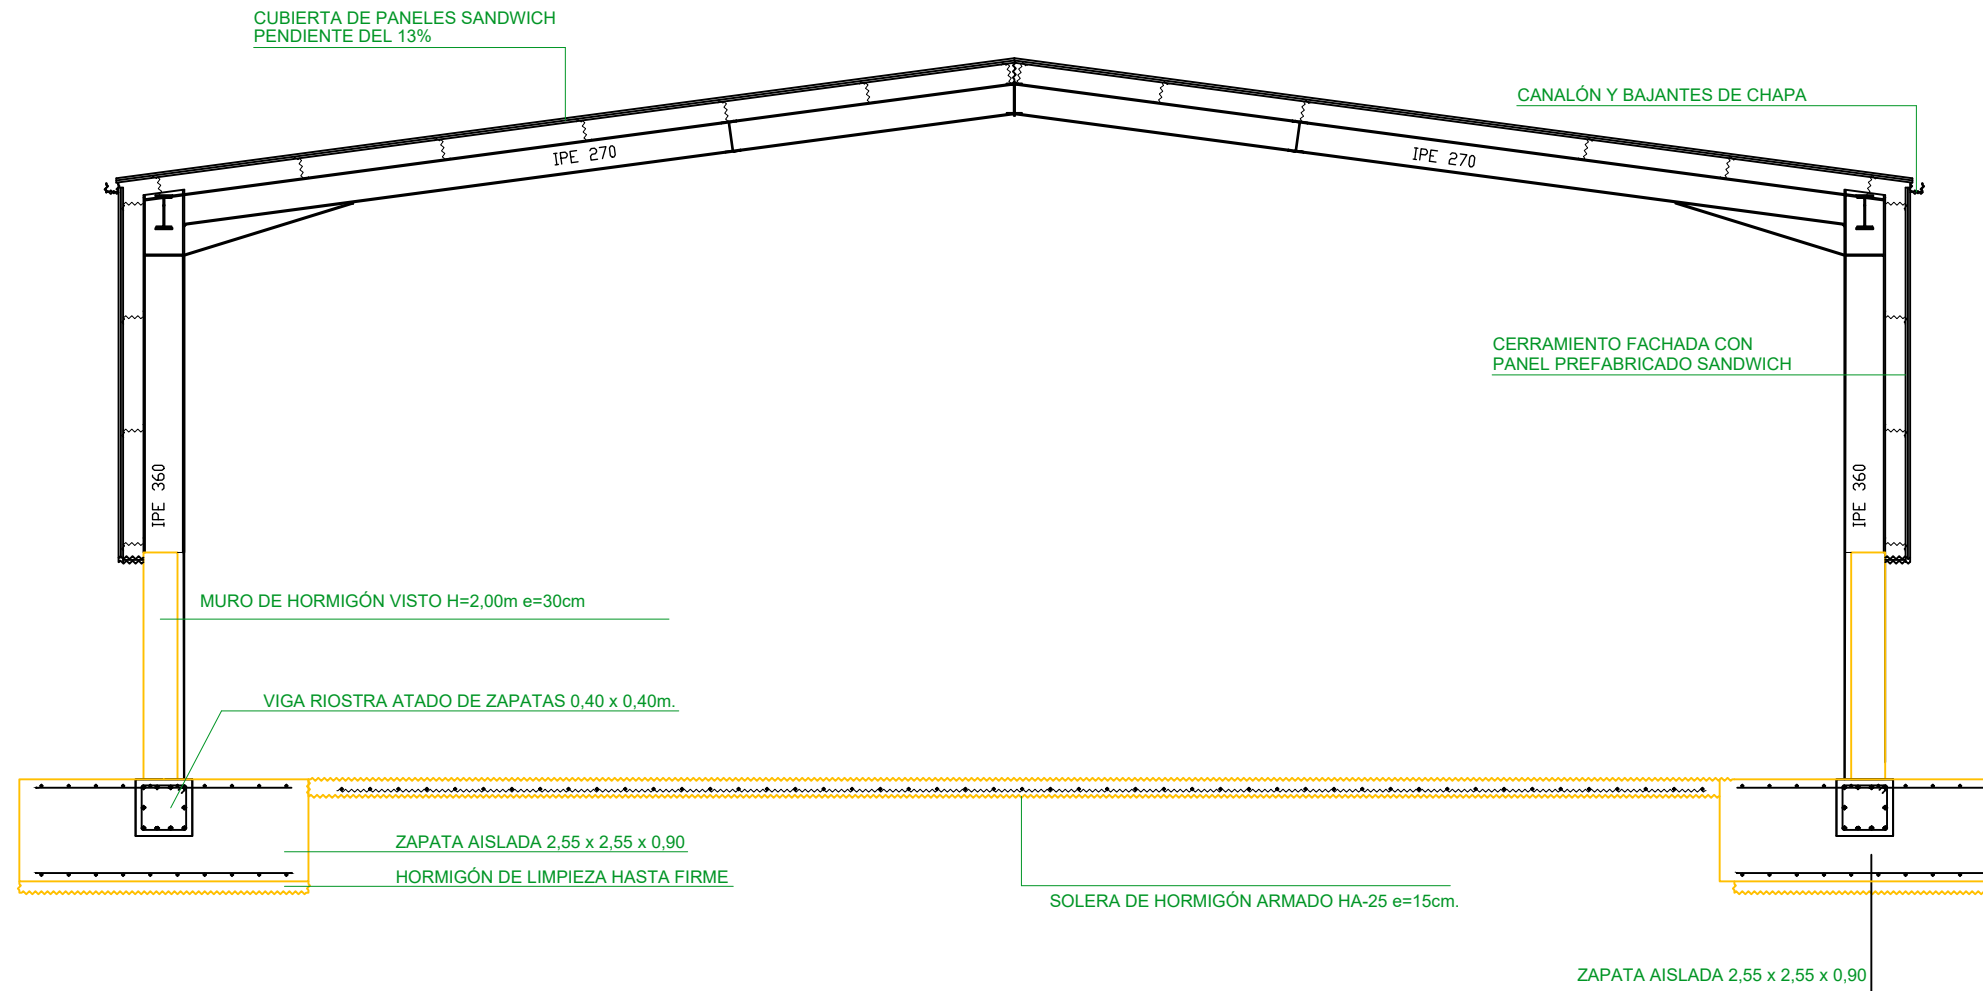 CUBIERTA DE PANELES SANDWICH
PENDIENTE DEL 13%
CANALÓN Y BAJANTES DE CHAPA
IPE 270
IPE 270
CERRAMIENTO FACHADA CON
PANEL PREFABRICADO SANDWICH
IPE 360
IPE 360
MURO DE HORMIGÓN VISTO H=2,00m e=30cm
VIGA RIOSTRA ATADO DE ZAPATAS 0,40 x 0,40m.
ZAPATA AISLADA 2,55 x 2,55 x 0,90
HORMIGÓN DE LIMPIEZA HASTA FIRME
SOLERA DE HORMIGÓN ARMADO HA-25 e=15cm.
ZAPATA AISLADA 2,55 x 2,55 x 0,90